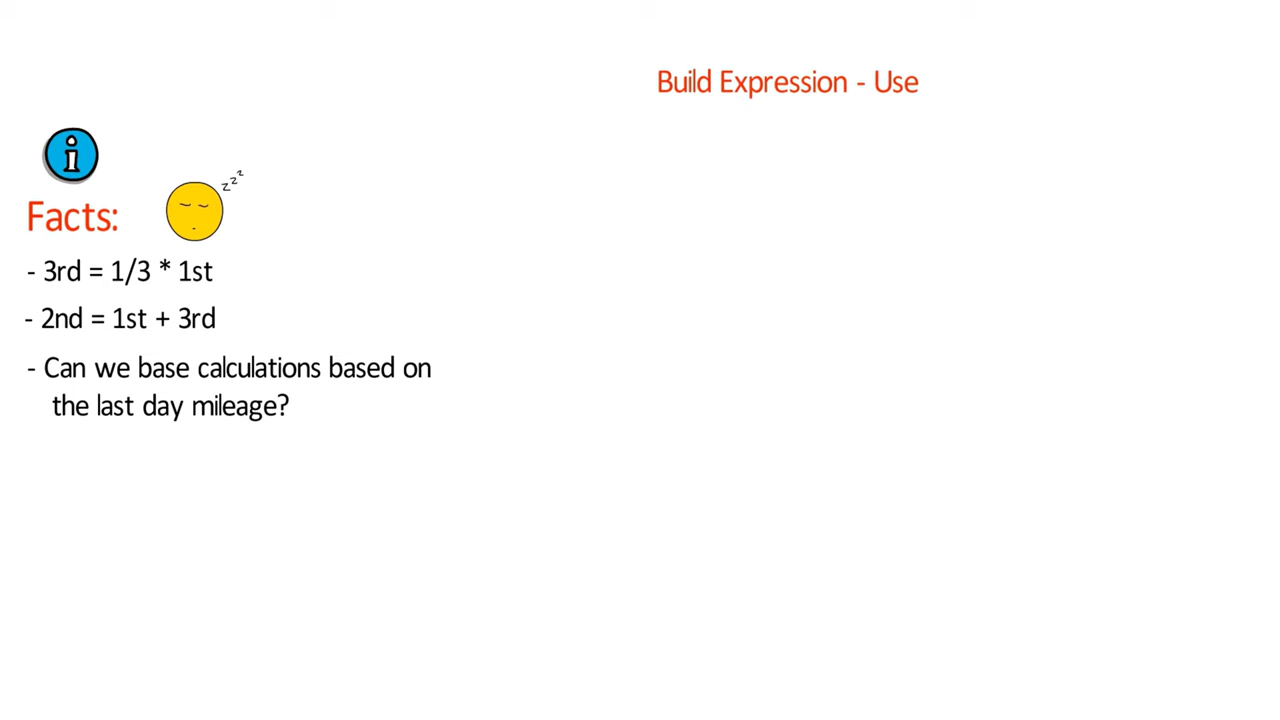 Build Expression - Use
i
Facts:
z z z
- 3rd = 1/3 * 1st
- 2nd = 1st + 3rd
- Can we base calculations based on
the last day mileage?